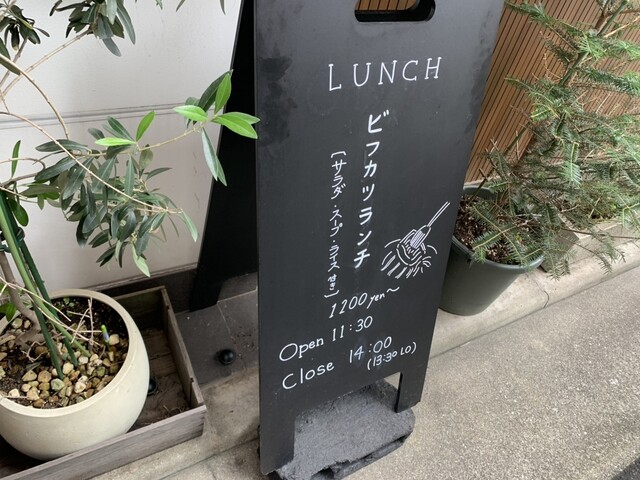 LUNCH
ビフカツランチ
［サラダ・スープ・ライス付き］
1200yen〜
Open 11:30
Close 14:00
(13:30 LO)